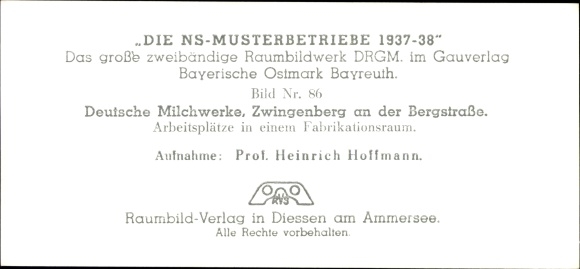 „DIE NS-MUSTERBETRIEBE 1937-38"
Das große zweibändige Raumbildwerk DRGM. im Gauverlag
Bayerische Ostmark Bayreuth.
Bild Nr. 86
Deutsche Milchwerke, Zwingenberg an der Bergstraße.
Arbeitsplätze in einem Fabrikationsraum.
Aufnahme: Prof. Heinrich Hoffmann.
RVS
Raumbild-Verlag in Diessen am Ammersee.
Alle Rechte vorbehalten.